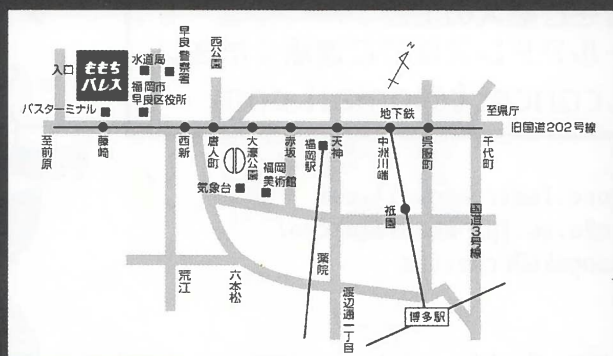 早良警察署
西公園
水道局
入口
ももち
パレス
福岡市
早良区役所
バスターミナル
地下鉄
至県庁
旧国道202号線
至前原
藤崎
西新
唐人町
大濠公園
赤坂
福岡駅
天神
中洲川端
呉服町
千代町
気象台
福岡
美術館
祇園
国道3号線
薬院
荒江
六本松
渡辺通一丁目
博多駅
N